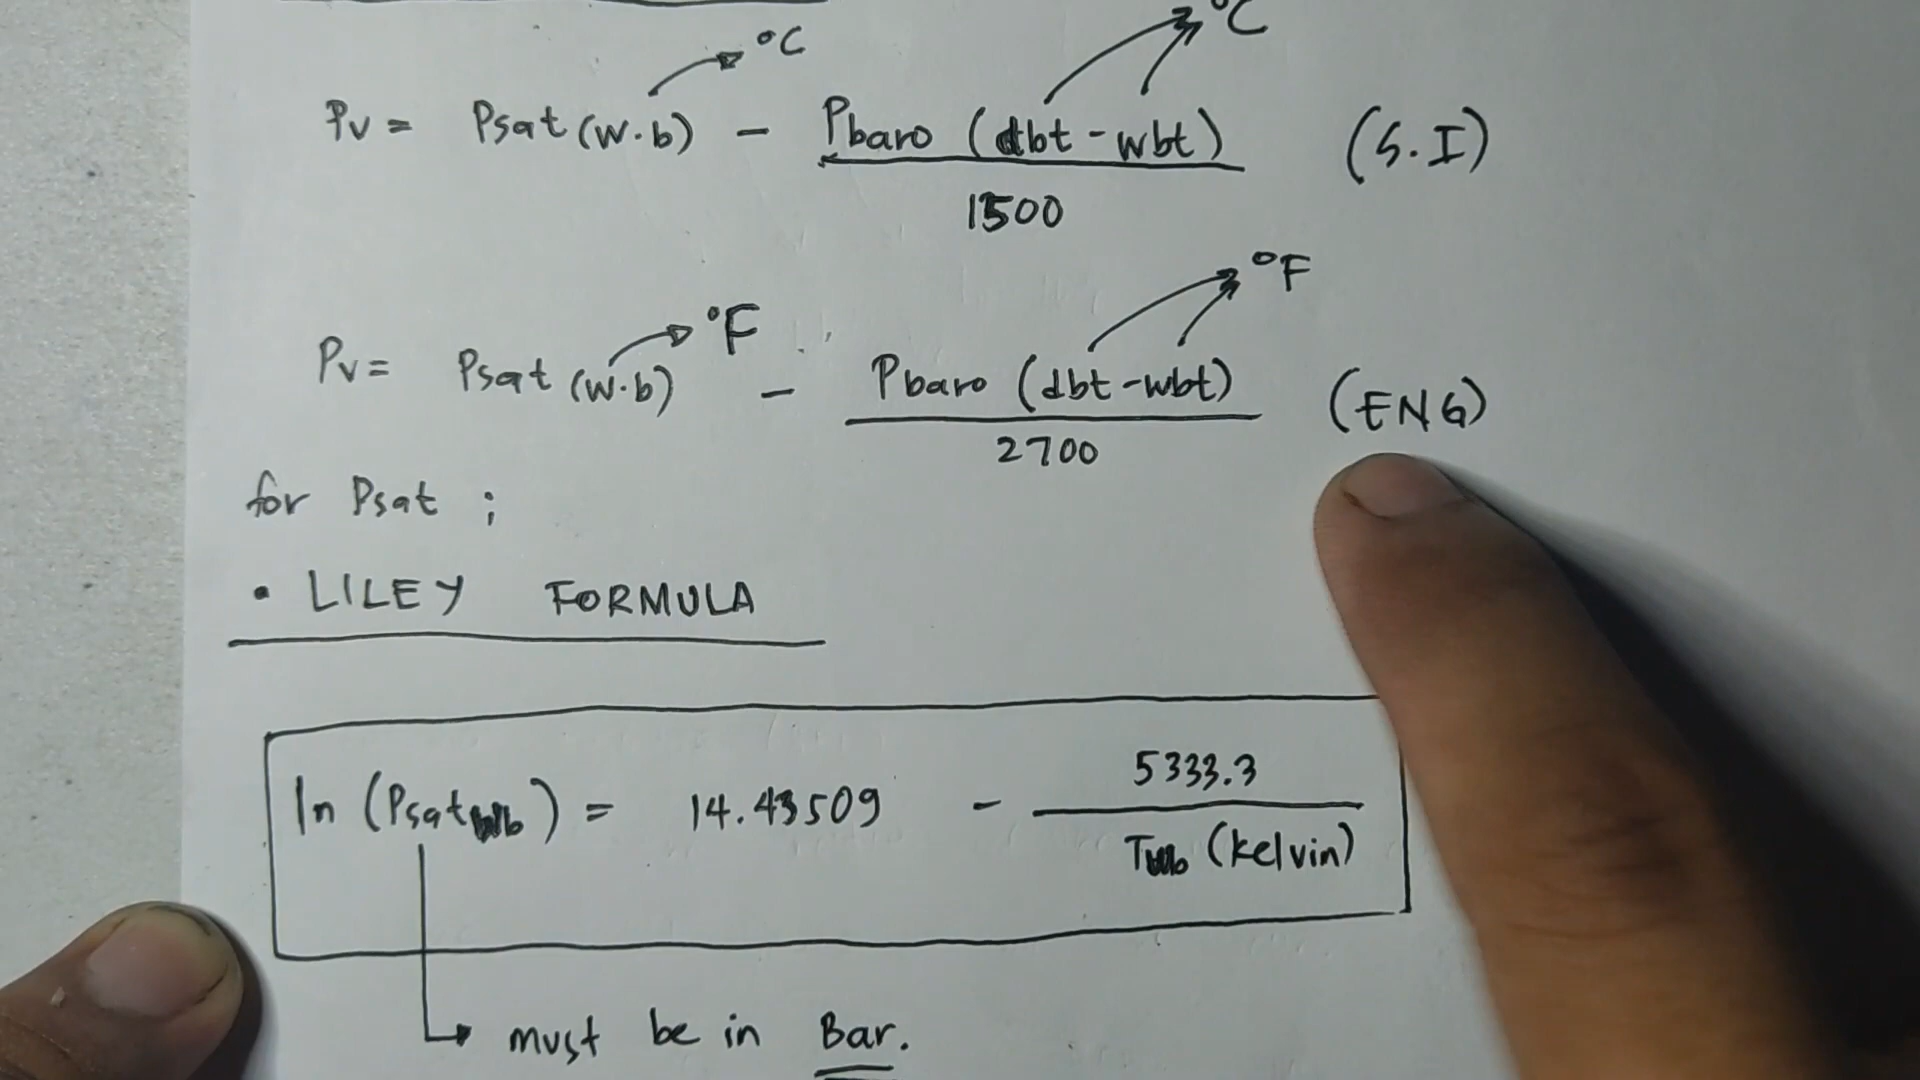 °C °C
Pv = Psat (w.b) - Pbaro (dbt - wbt) (S.I)
1500
°F °F
Pv = Psat (w.b) - Pbaro (dbt - wbt) (ENG)
2700
for Psat ;
• LILEY FORMULA
ln (Psat wb) = 14.43509 - 5333.3
Twb (kelvin)
must be in Bar.